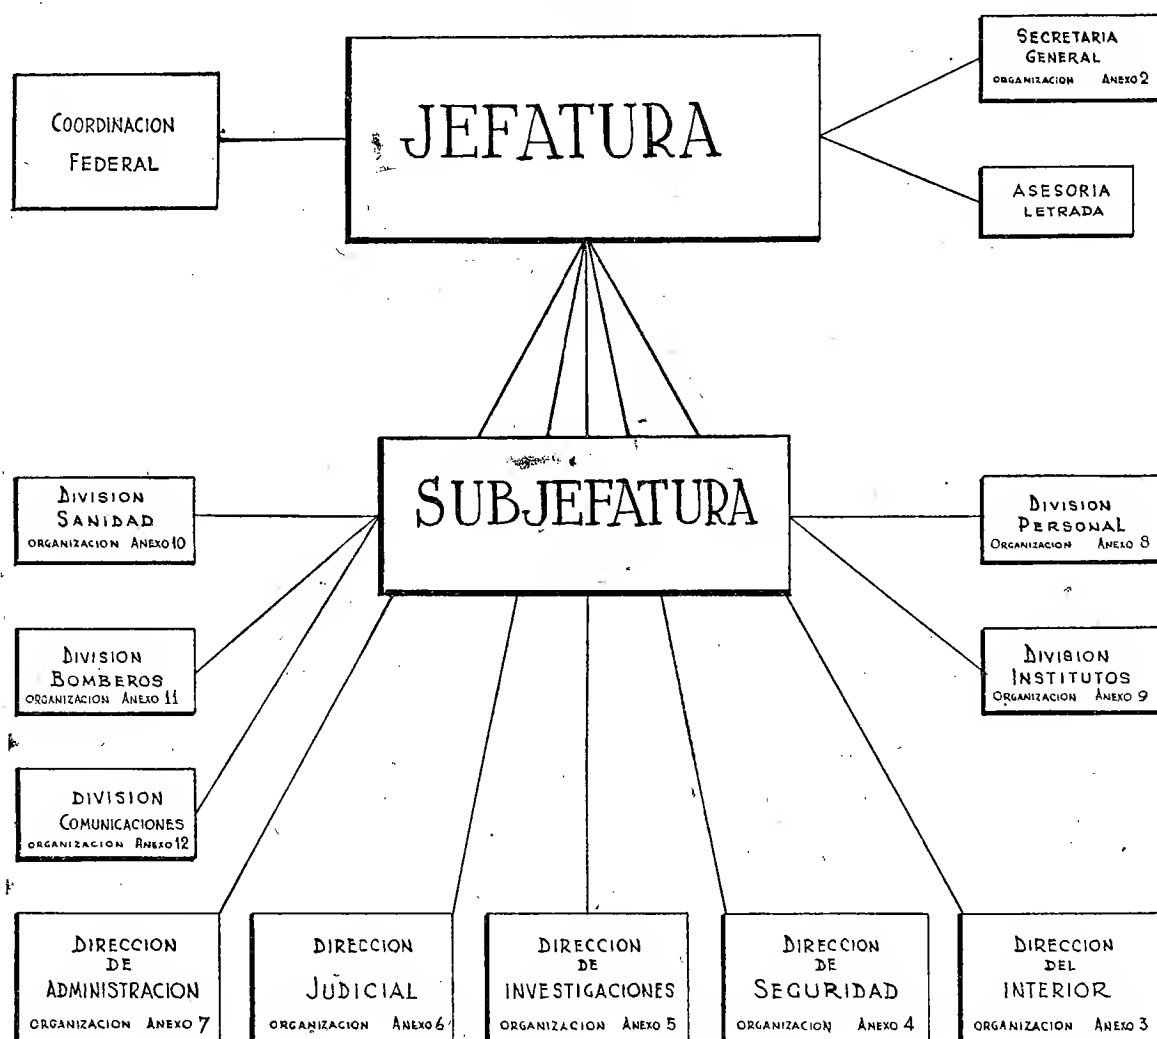 COORDINACION
FEDERAL
JEFATURA
SECRETARIA
GENERAL
ORGANIZACION ANEXO 2
ASESORIA
LETRADA
SUBJEFATURA
DIVISION
SANIDAD
ORGANIZACION ANEXO 10
DIVISION
BOMBEROS
ORGANIZACION ANEXO 11
DIVISION
COMUNICACIONES
ORGANIZACION ANEXO 12
DIVISION
PERSONAL
ORGANIZACION ANEXO 8
DIVISION
INSTITUTOS
ORGANIZACION ANEXO 9
DIRECCION
DE
ADMINISTRACION
ORGANIZACION ANEXO 7
DIRECCION
JUDICIAL
ORGANIZACION ANEXO 6
DIRECCION
DE
INVESTIGACIONES
ORGANIZACION ANEXO 5
DIRECCION
DE
SEGURIDAD
ORGANIZACION ANEXO 4
DIRECCION
DEL
INTERIOR
ORGANIZACION ANEXO 3